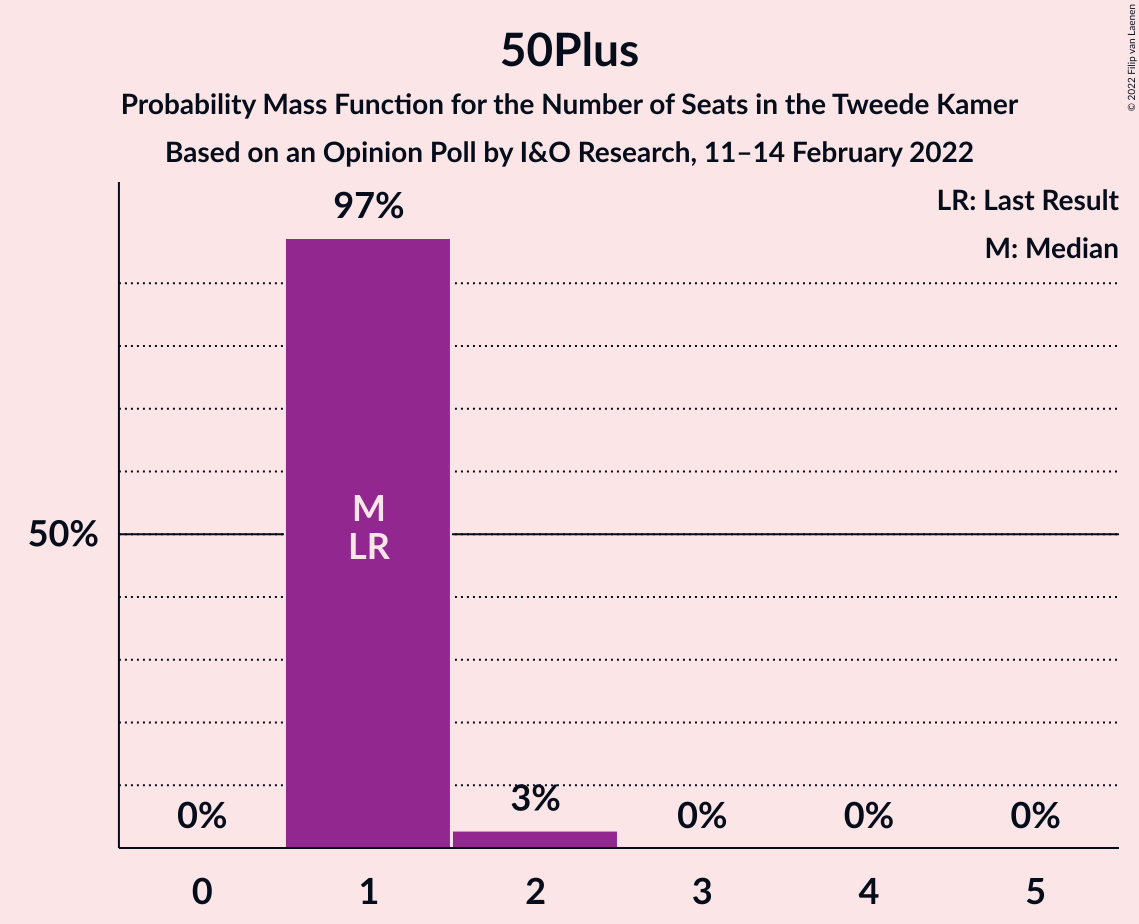 50Plus
Probability Mass Function for the Number of Seats in the Tweede Kamer
Based on an Opinion Poll by I&O Research, 11–14 February 2022
© 2022 Filip van Laenen
LR: Last Result
M: Median
97%
M
LR
50%
0%
3%
0%
0%
0%
0
1
2
3
4
5